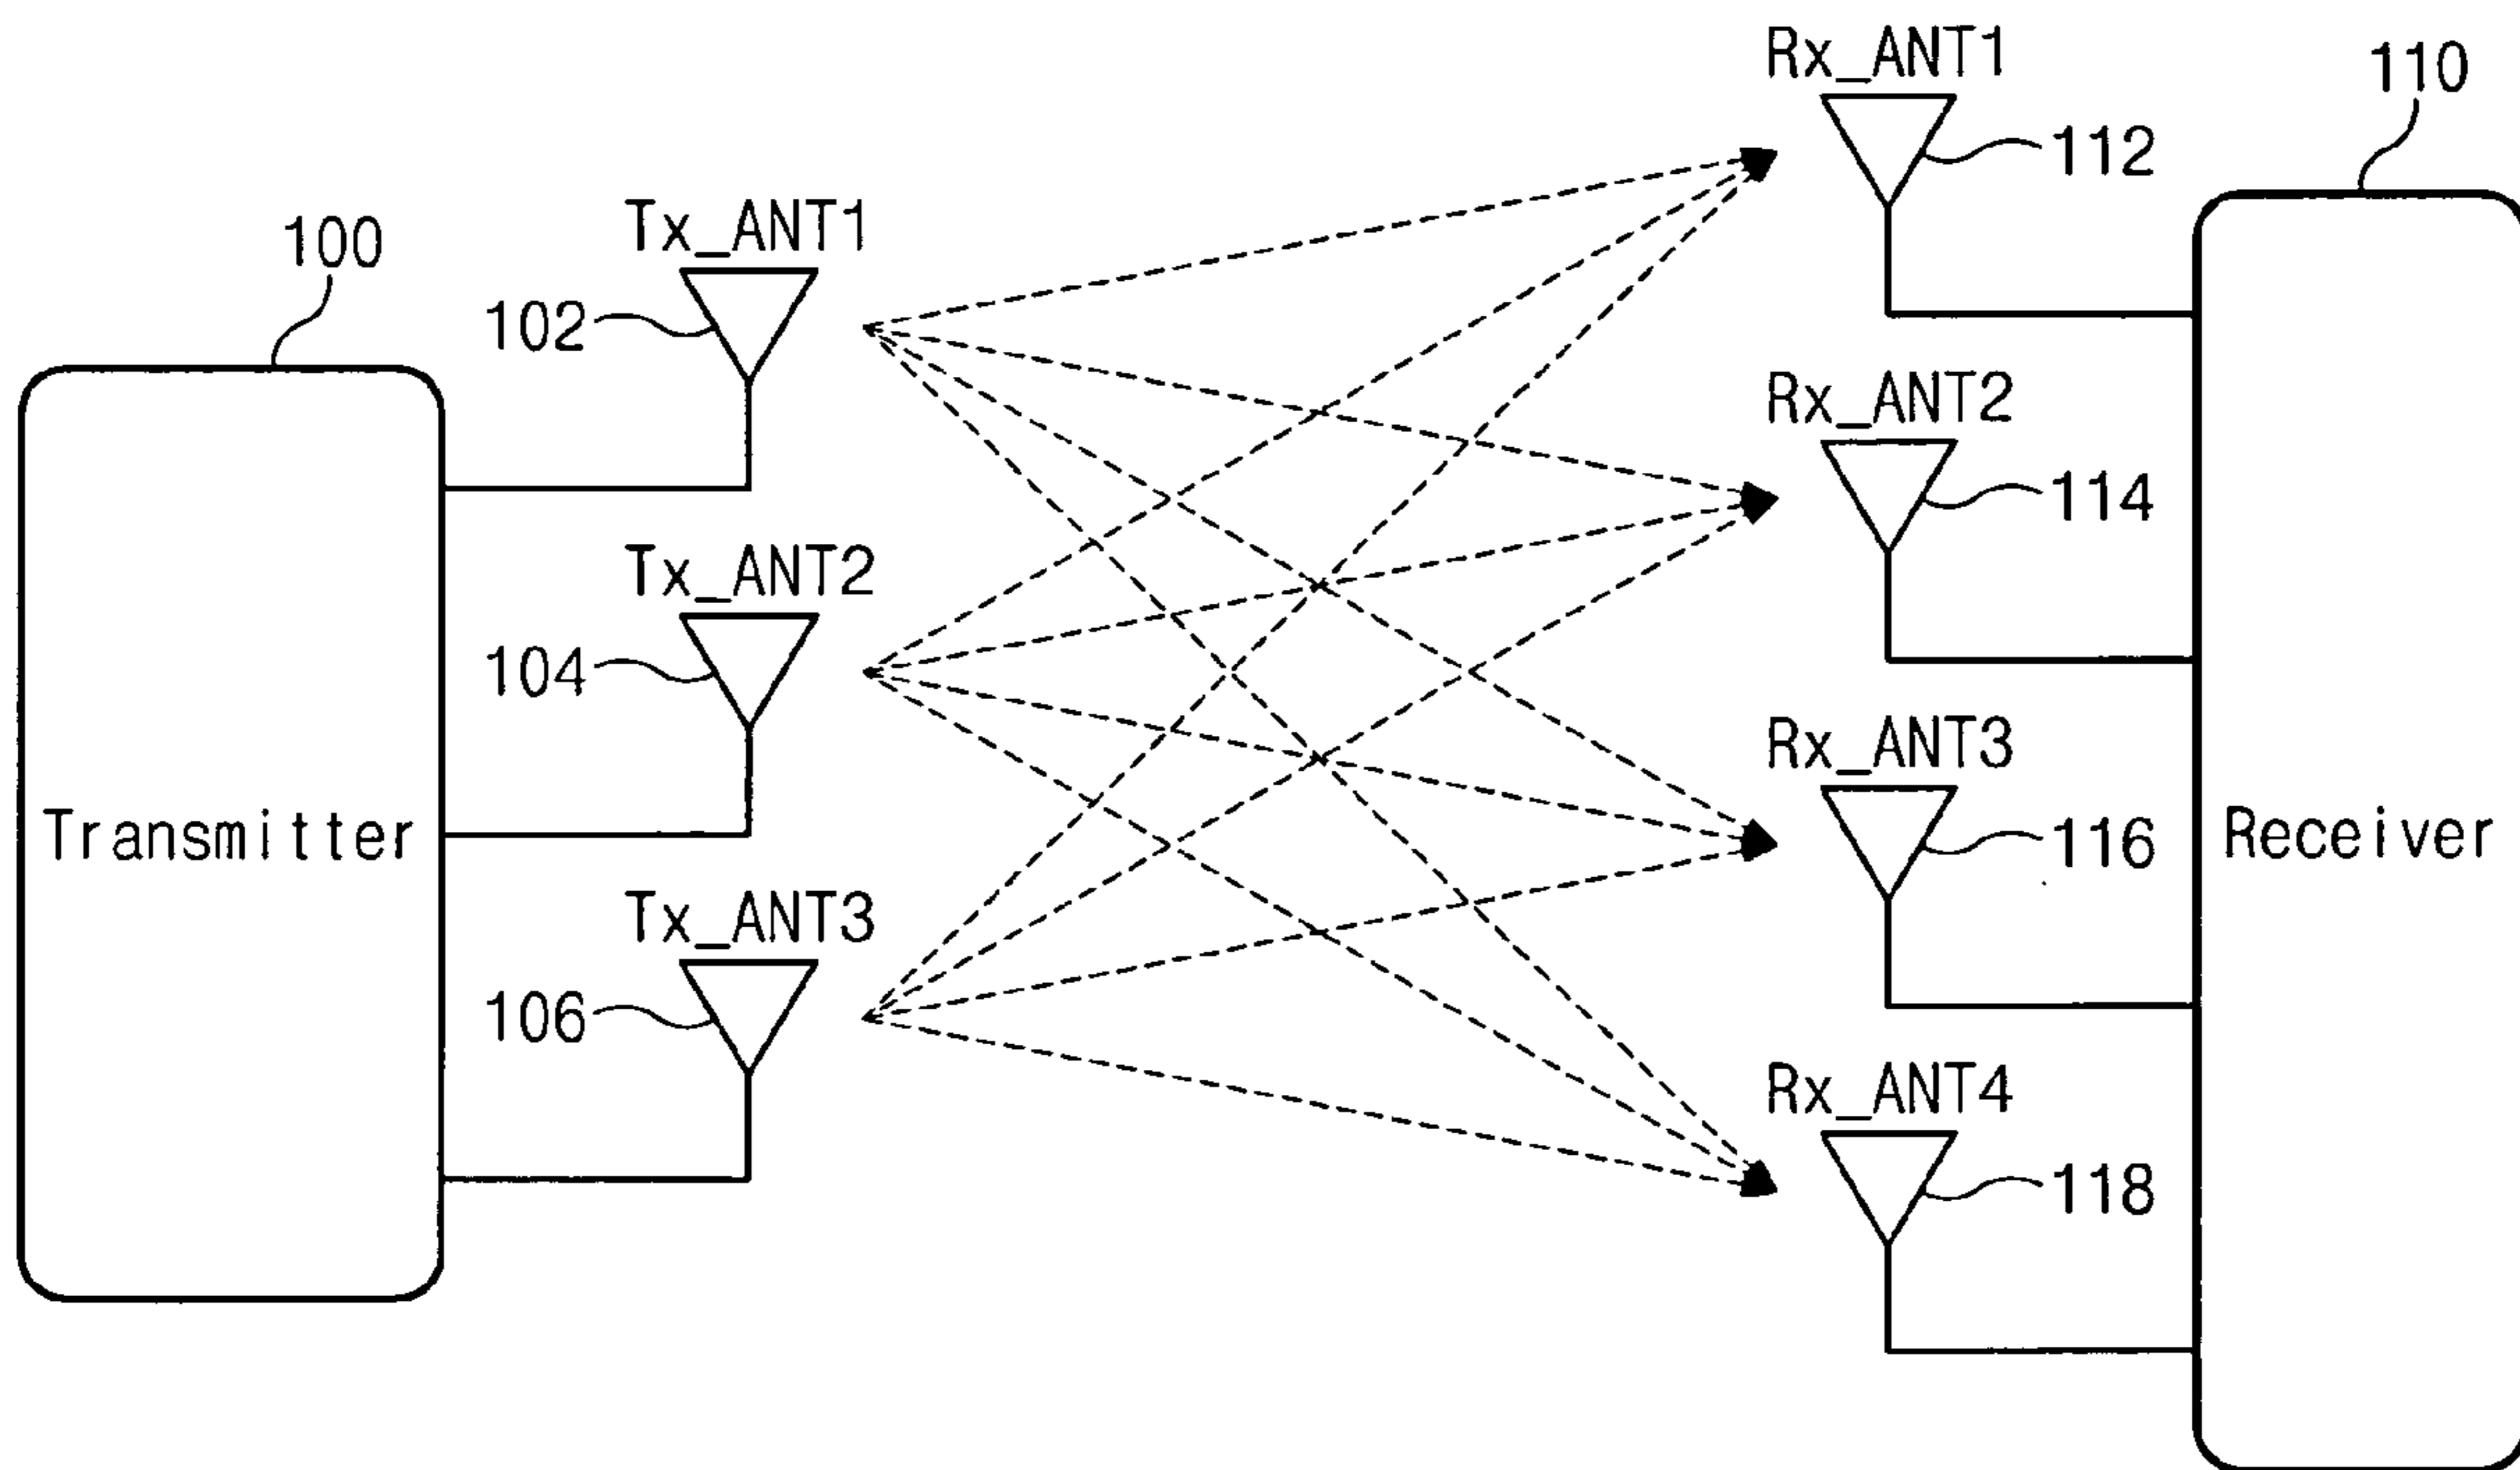 Rx_ANT1
110
112
Tx_ANT1
100
102
Rx_ANT2
114
Tx_ANT2
104
Rx_ANT3
Transmitter
116
Receiver
Tx_ANT3
106
Rx_ANT4
118